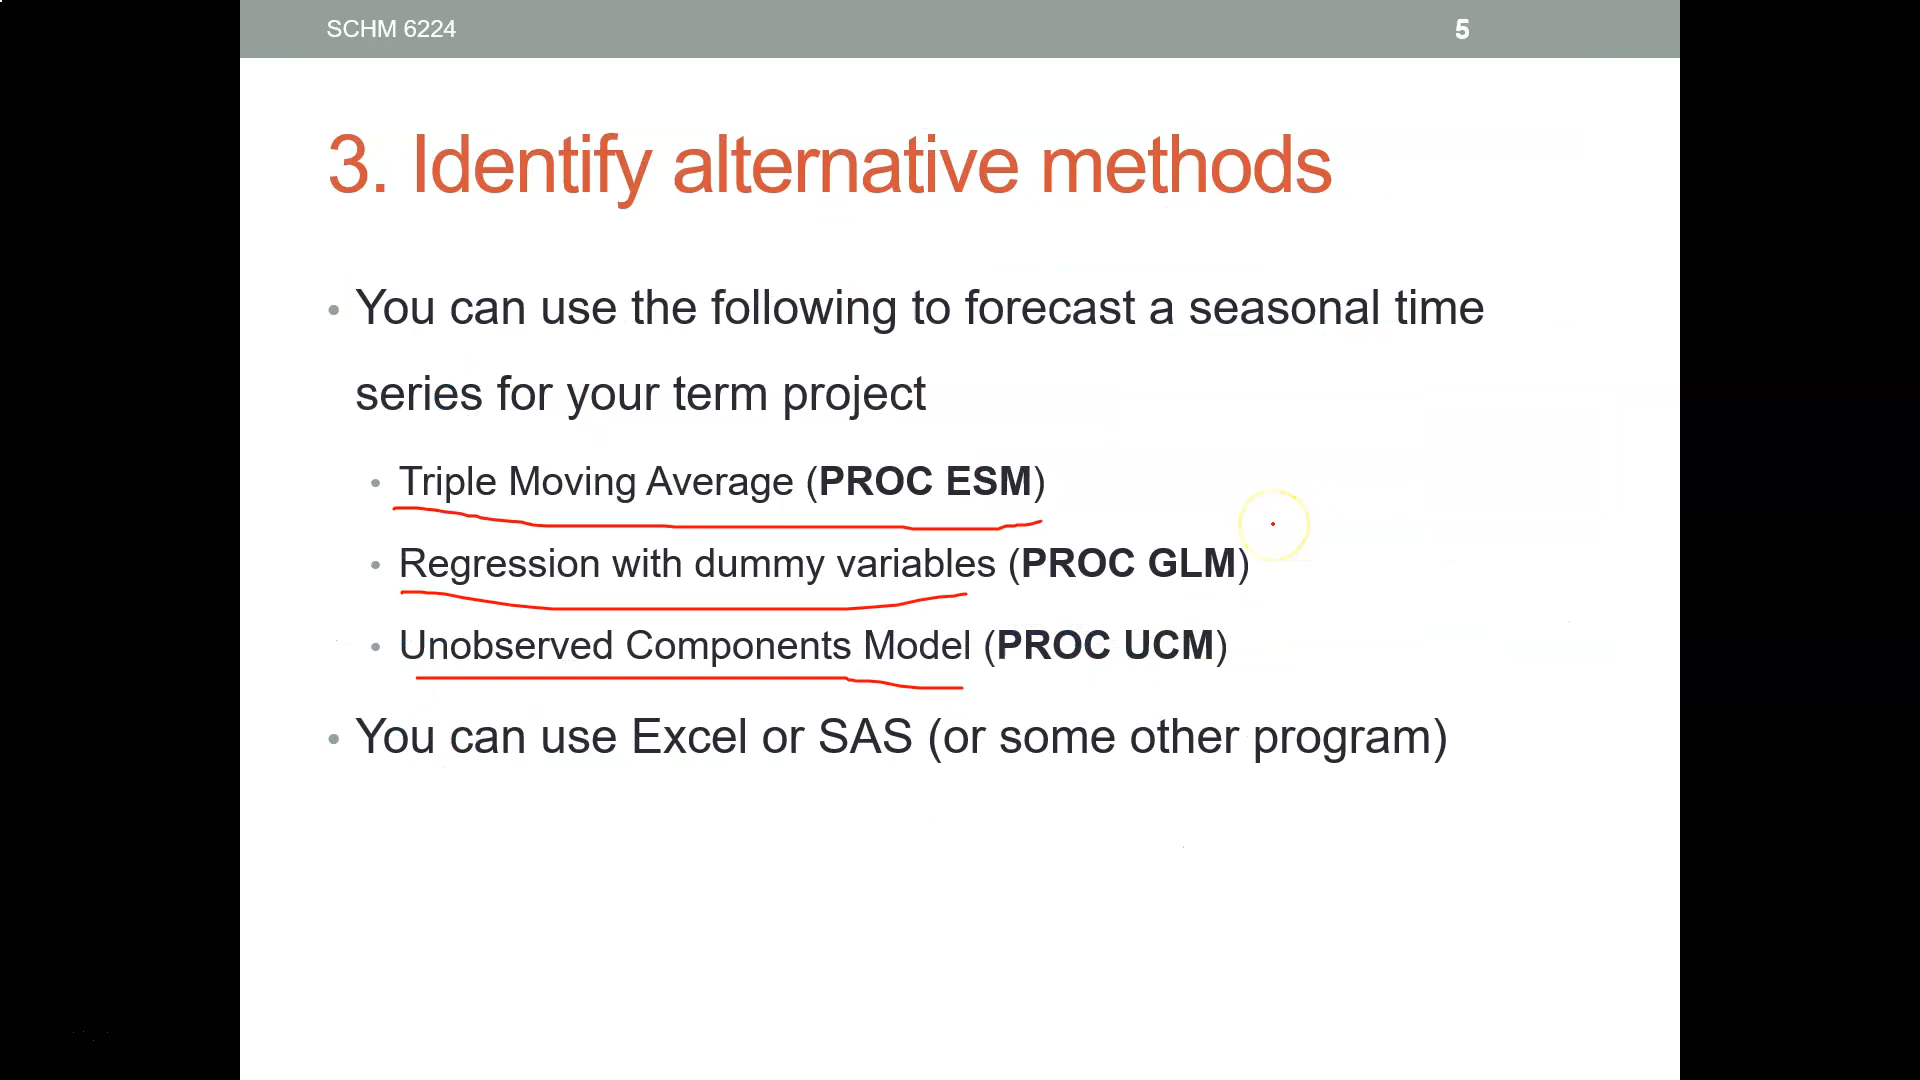 SCHM 6224
5
3. Identify alternative methods
• You can use the following to forecast a seasonal time
series for your term project
• Triple Moving Average (PROC ESM)
• Regression with dummy variables (PROC GLM)
• Unobserved Components Model (PROC UCM)
• You can use Excel or SAS (or some other program)